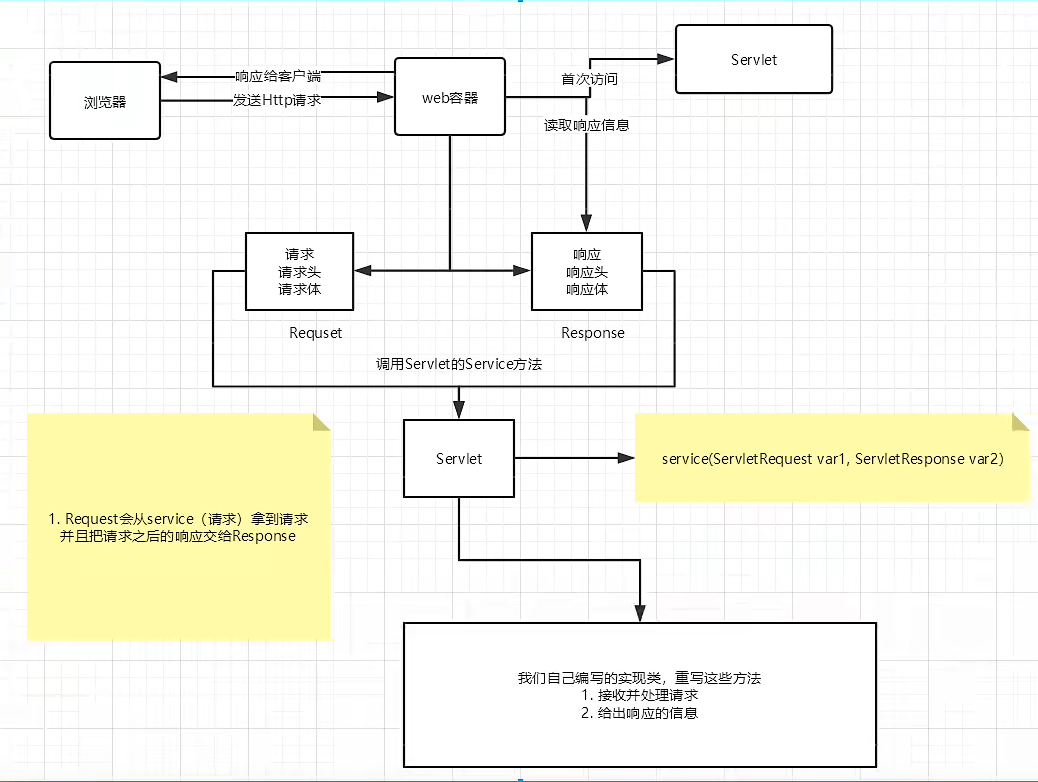 Servlet
响应给客户端
首次访问
浏览器
web容器
发送Http请求
读取响应信息
请求
请求头
请求体
响应
响应头
响应体
Requset
Response
调用Servlet的Service方法
Servlet
service(ServletRequest var1, ServletResponse var2)
1. Request会从service（请求）拿到请求
并且把请求之后的响应交给Response
我们自己编写的实现类，重写这些方法
1. 接收并处理请求
2. 给出响应的信息